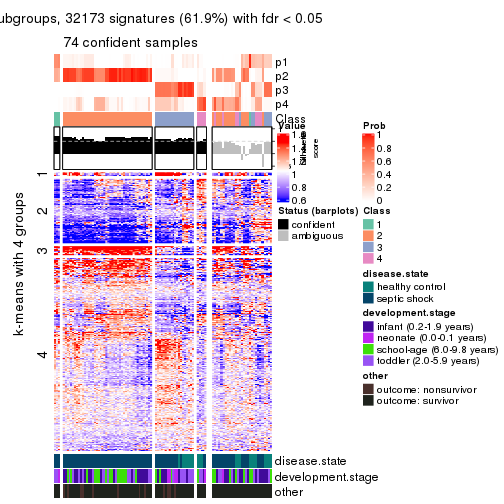 subgroups, 32173 signatures (61.9%) with fdr < 0.05
74 confident samples
p1
p2
p3
p4
Class
Value
0.8
0.6
score
Prob
1
0.8
0.6
0.4
0.2
0
Status (barplots)
confident
ambiguous
Class
1
2
3
4
disease.state
healthy control
septic shock
development.stage
infant (0.2-1.9 years)
neonate (0.0-0.1 years)
school-age (6.0-9.8 years)
toddler (2.0-5.9 years)
other
outcome: nonsurvivor
outcome: survivor
k-means with 4 groups
1
2
3
4
disease.state
development.stage
other